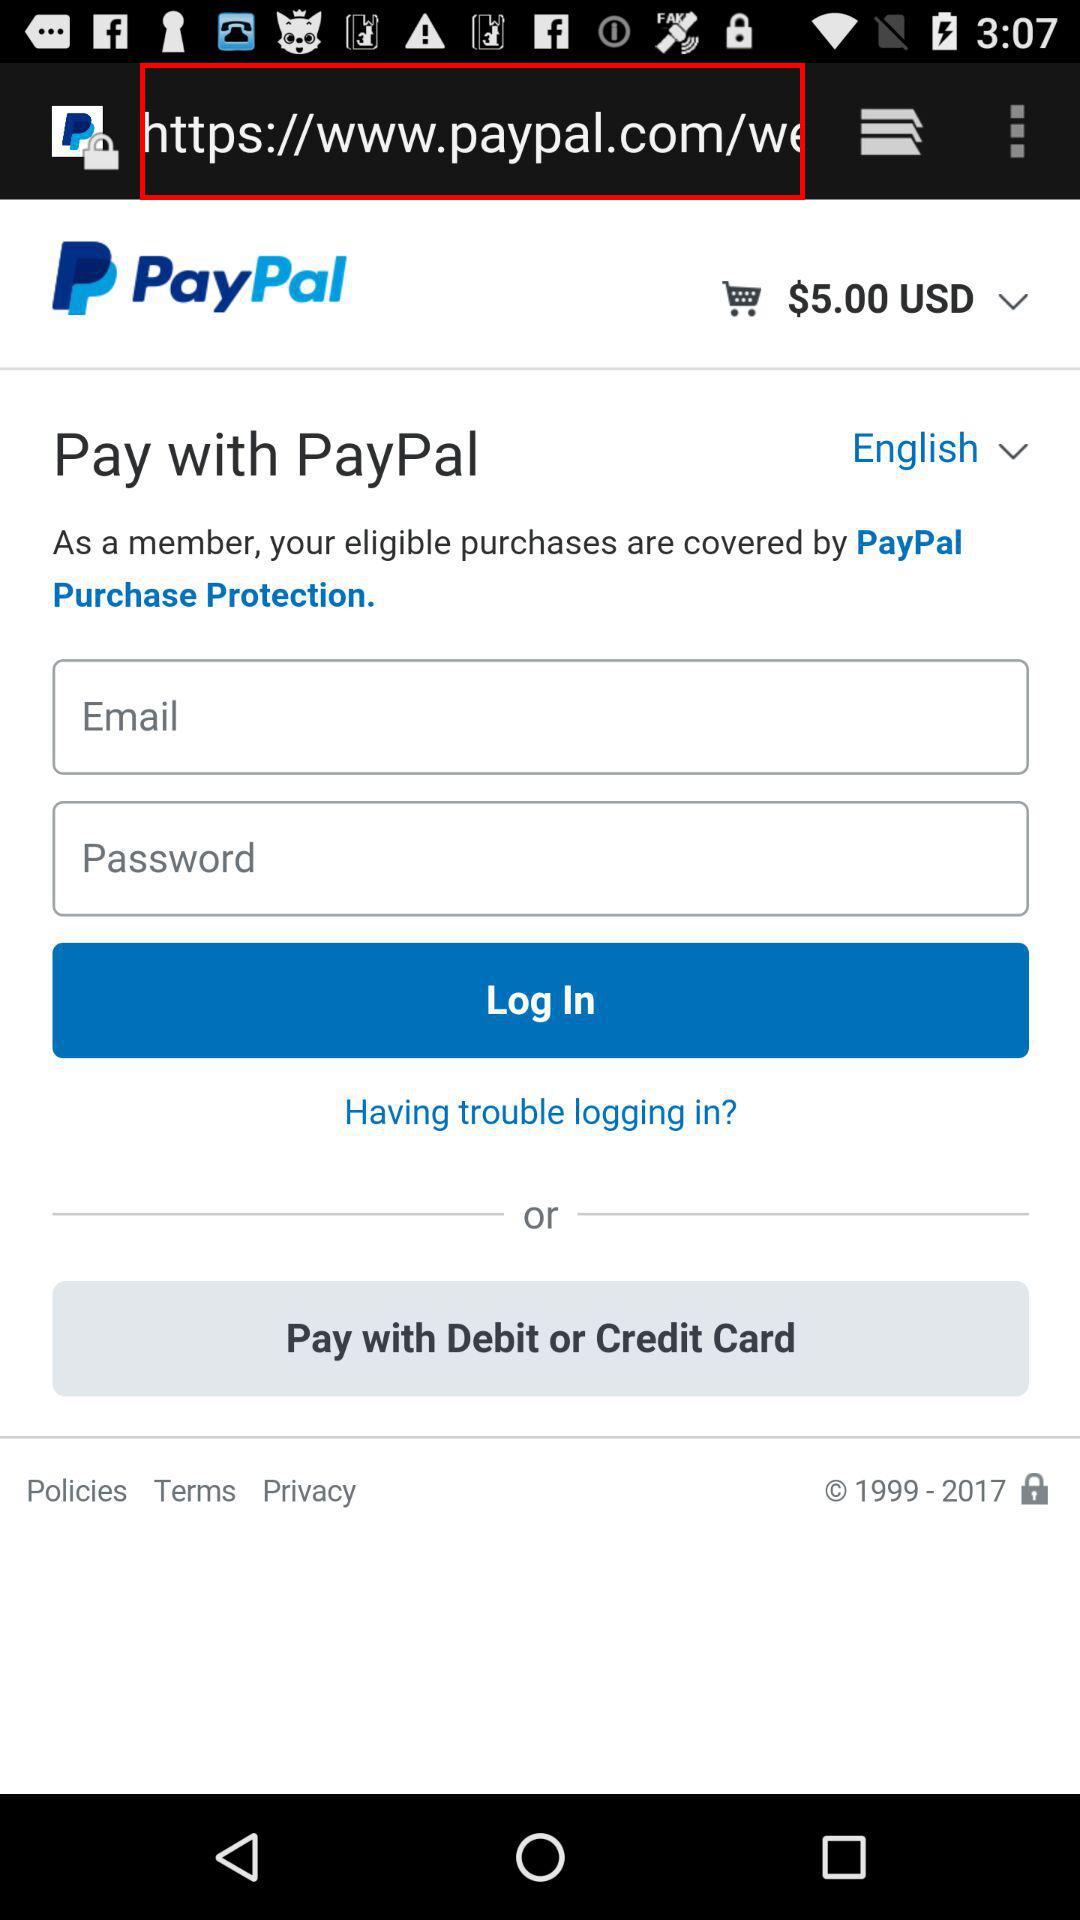 FAKE
3:07
https://www.paypal.com/we
PayPal
$5.00 USD
Pay with PayPal
English
As a member, your eligible purchases are covered by PayPal
Purchase Protection.
Email
Password
Log In
Having trouble logging in?
or
Pay with Debit or Credit Card
Policies Terms Privacy
© 1999 - 2017